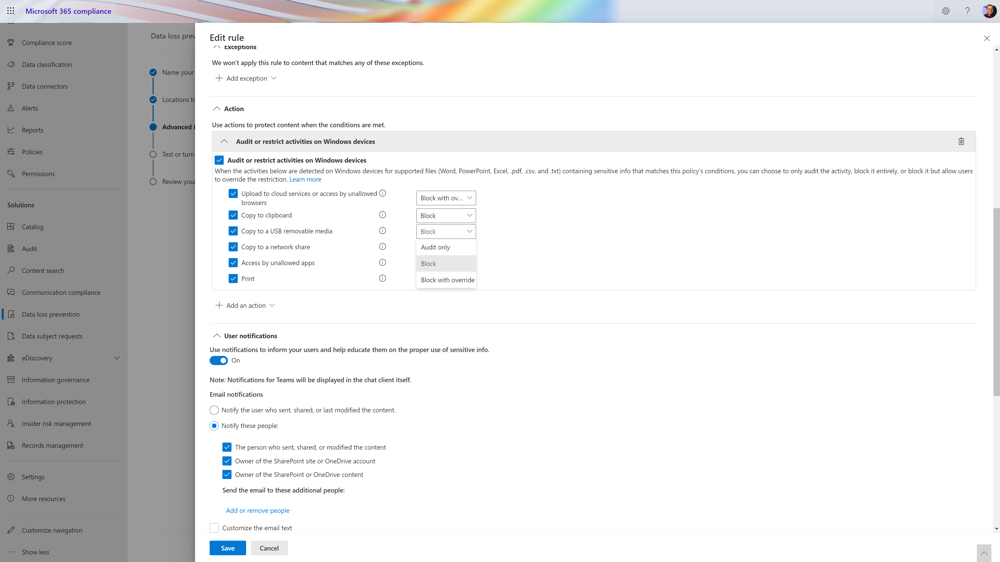 Microsoft 365 compliance
Compliance score
Data classification
Data connectors
Alerts
Reports
Policies
Permissions
Solutions
Catalog
Audit
Content search
Communication compliance
Data loss prevention
Data subject requests
eDiscovery
Information governance
Information protection
Insider risk management
Records management
Settings
More resources
Customize navigation
Show less
Data loss prev
Name your
Locations to
Advanced
Test or turn
Review your
Edit rule
Exceptions
We won't apply this rule to content that matches any of these exceptions.
Add exception
Action
Use actions to protect content when the conditions are met.
Audit or restrict activities on Windows devices
Audit or restrict activities on Windows devices
When the activities below are detected on Windows devices for supported files (Word, PowerPoint, Excel, .pdf, .csv, and .txt) containing sensitive info that matches this policy's conditions, you can choose to only audit the activity, block it entirely, or block it but allow users
to override the restriction. Learn more
Upload to cloud services or access by unallowed
browsers
Block with ov...
Copy to clipboard
Block
Copy to a USB removable media
Block
Copy to a network share
Audit only
Access by unallowed apps
Block
Print
Block with override
Add an action
User notifications
Use notifications to inform your users and help educate them on the proper use of sensitive info.
On
Note: Notifications for Teams will be displayed in the chat client itself.
Email notifications
Notify the user who sent, shared, or last modified the content.
Notify these people:
The person who sent, shared, or modified the content
Owner of the SharePoint site or OneDrive account
Owner of the SharePoint or OneDrive content
Send the email to these additional people:
Add or remove people
Customize the email text
Save
Cancel